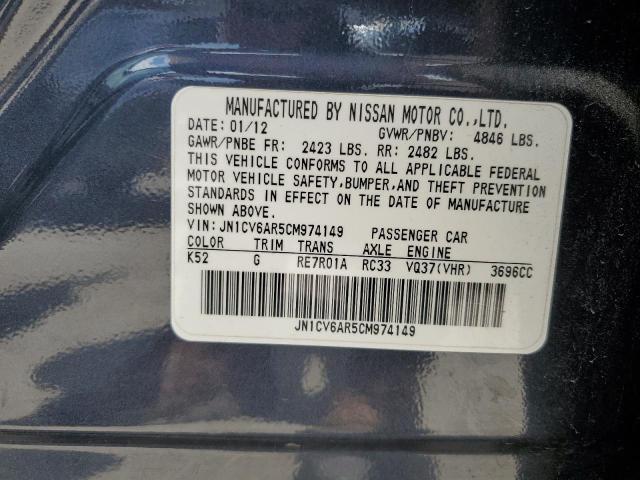 MANUFACTURED BY NISSAN MOTOR CO.,LTD.
DATE: 01/12 GVWR/PNBV: 4846 LBS.
GAWR/PNBE FR: 2423 LBS. RR: 2482 LBS.
THIS VEHICLE CONFORMS TO ALL APPLICABLE FEDERAL
MOTOR VEHICLE SAFETY,BUMPER,AND THEFT PREVENTION
STANDARDS IN EFFECT ON THE DATE OF MANUFACTURE
SHOWN ABOVE.
VIN:JN1CV6AR5CM974149 PASSENGER CAR
COLOR TRIM TRANS AXLE ENGINE
K52 G RE7R01A RC33 VQ37(VHR) 3696CC
JN1CV6AR5CM974149